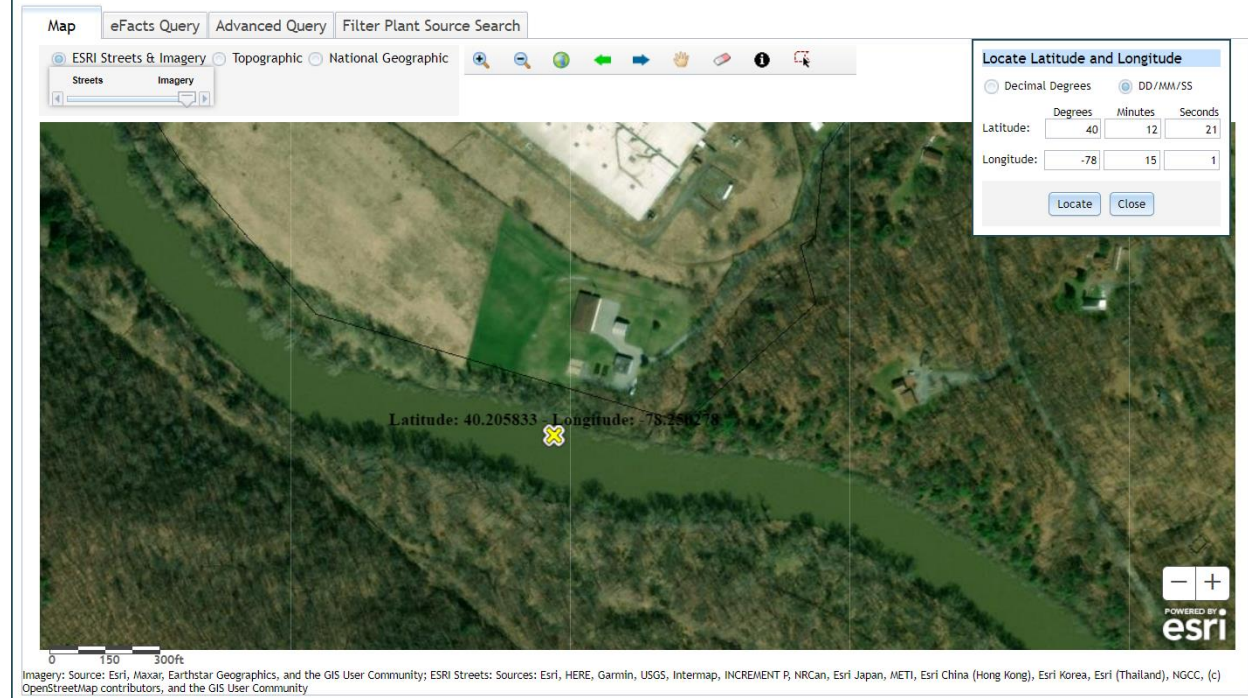 Map eFacts Query Advanced Query Filter Plant Source Search
ESRI Streets & Imagery Topographic National Geographic
Streets Imagery
Locate Latitude and Longitude
Decimal Degrees DD/MM/SS
Degrees Minutes Seconds
Latitude: 40 12 21
Longitude: -78 15 1
Locate Close
Latitude: 40.205833 - Longitude: -78.250278
POWERED BY
esri
0 150 300ft
Imagery: Source: Esri, Maxar, Earthstar Geographics, and the GIS User Community; ESRI Streets: Sources: Esri, HERE, Garmin, USGS, Intermap, INCREMENT P, NRCan, Esri Japan, METI, Esri China (Hong Kong), Esri Korea, Esri (Thailand), NGCC, (c)
OpenStreetMap contributors, and the GIS User Community